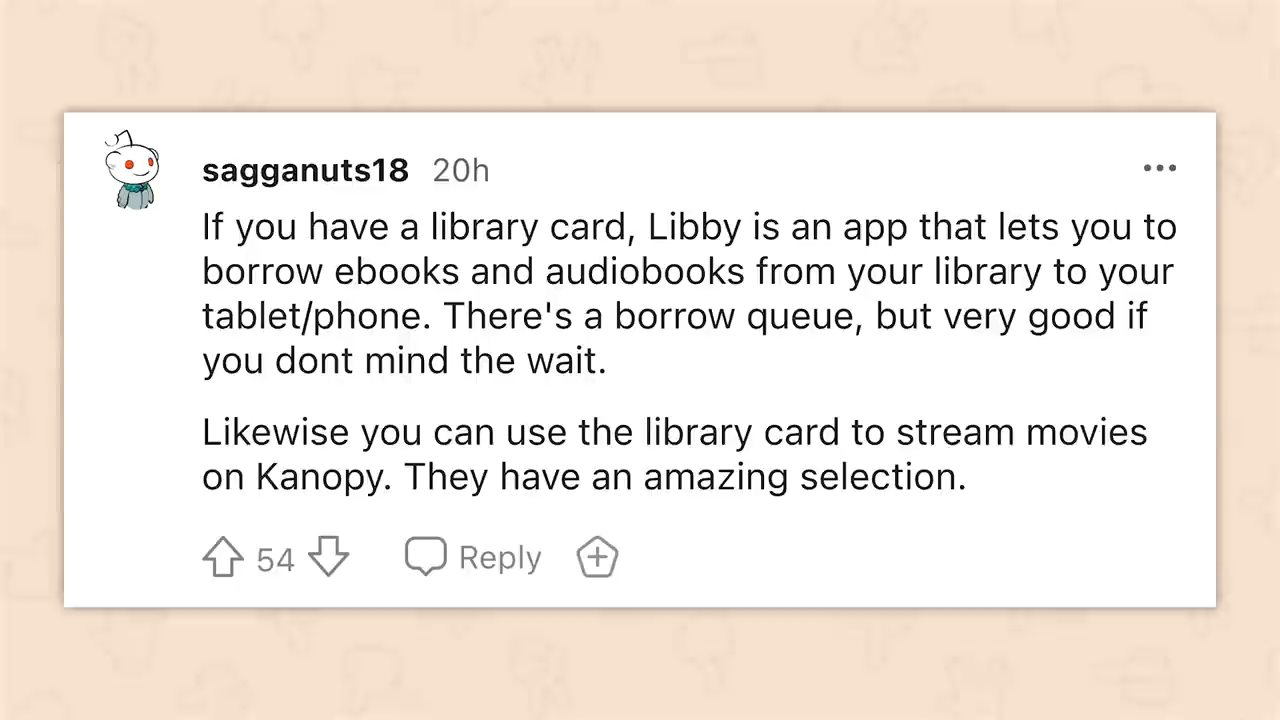 sagganuts18 20h
If you have a library card, Libby is an app that lets you to
borrow ebooks and audiobooks from your library to your
tablet/phone. There's a borrow queue, but very good if
you dont mind the wait.
Likewise you can use the library card to stream movies
on Kanopy. They have an amazing selection.
54 Reply